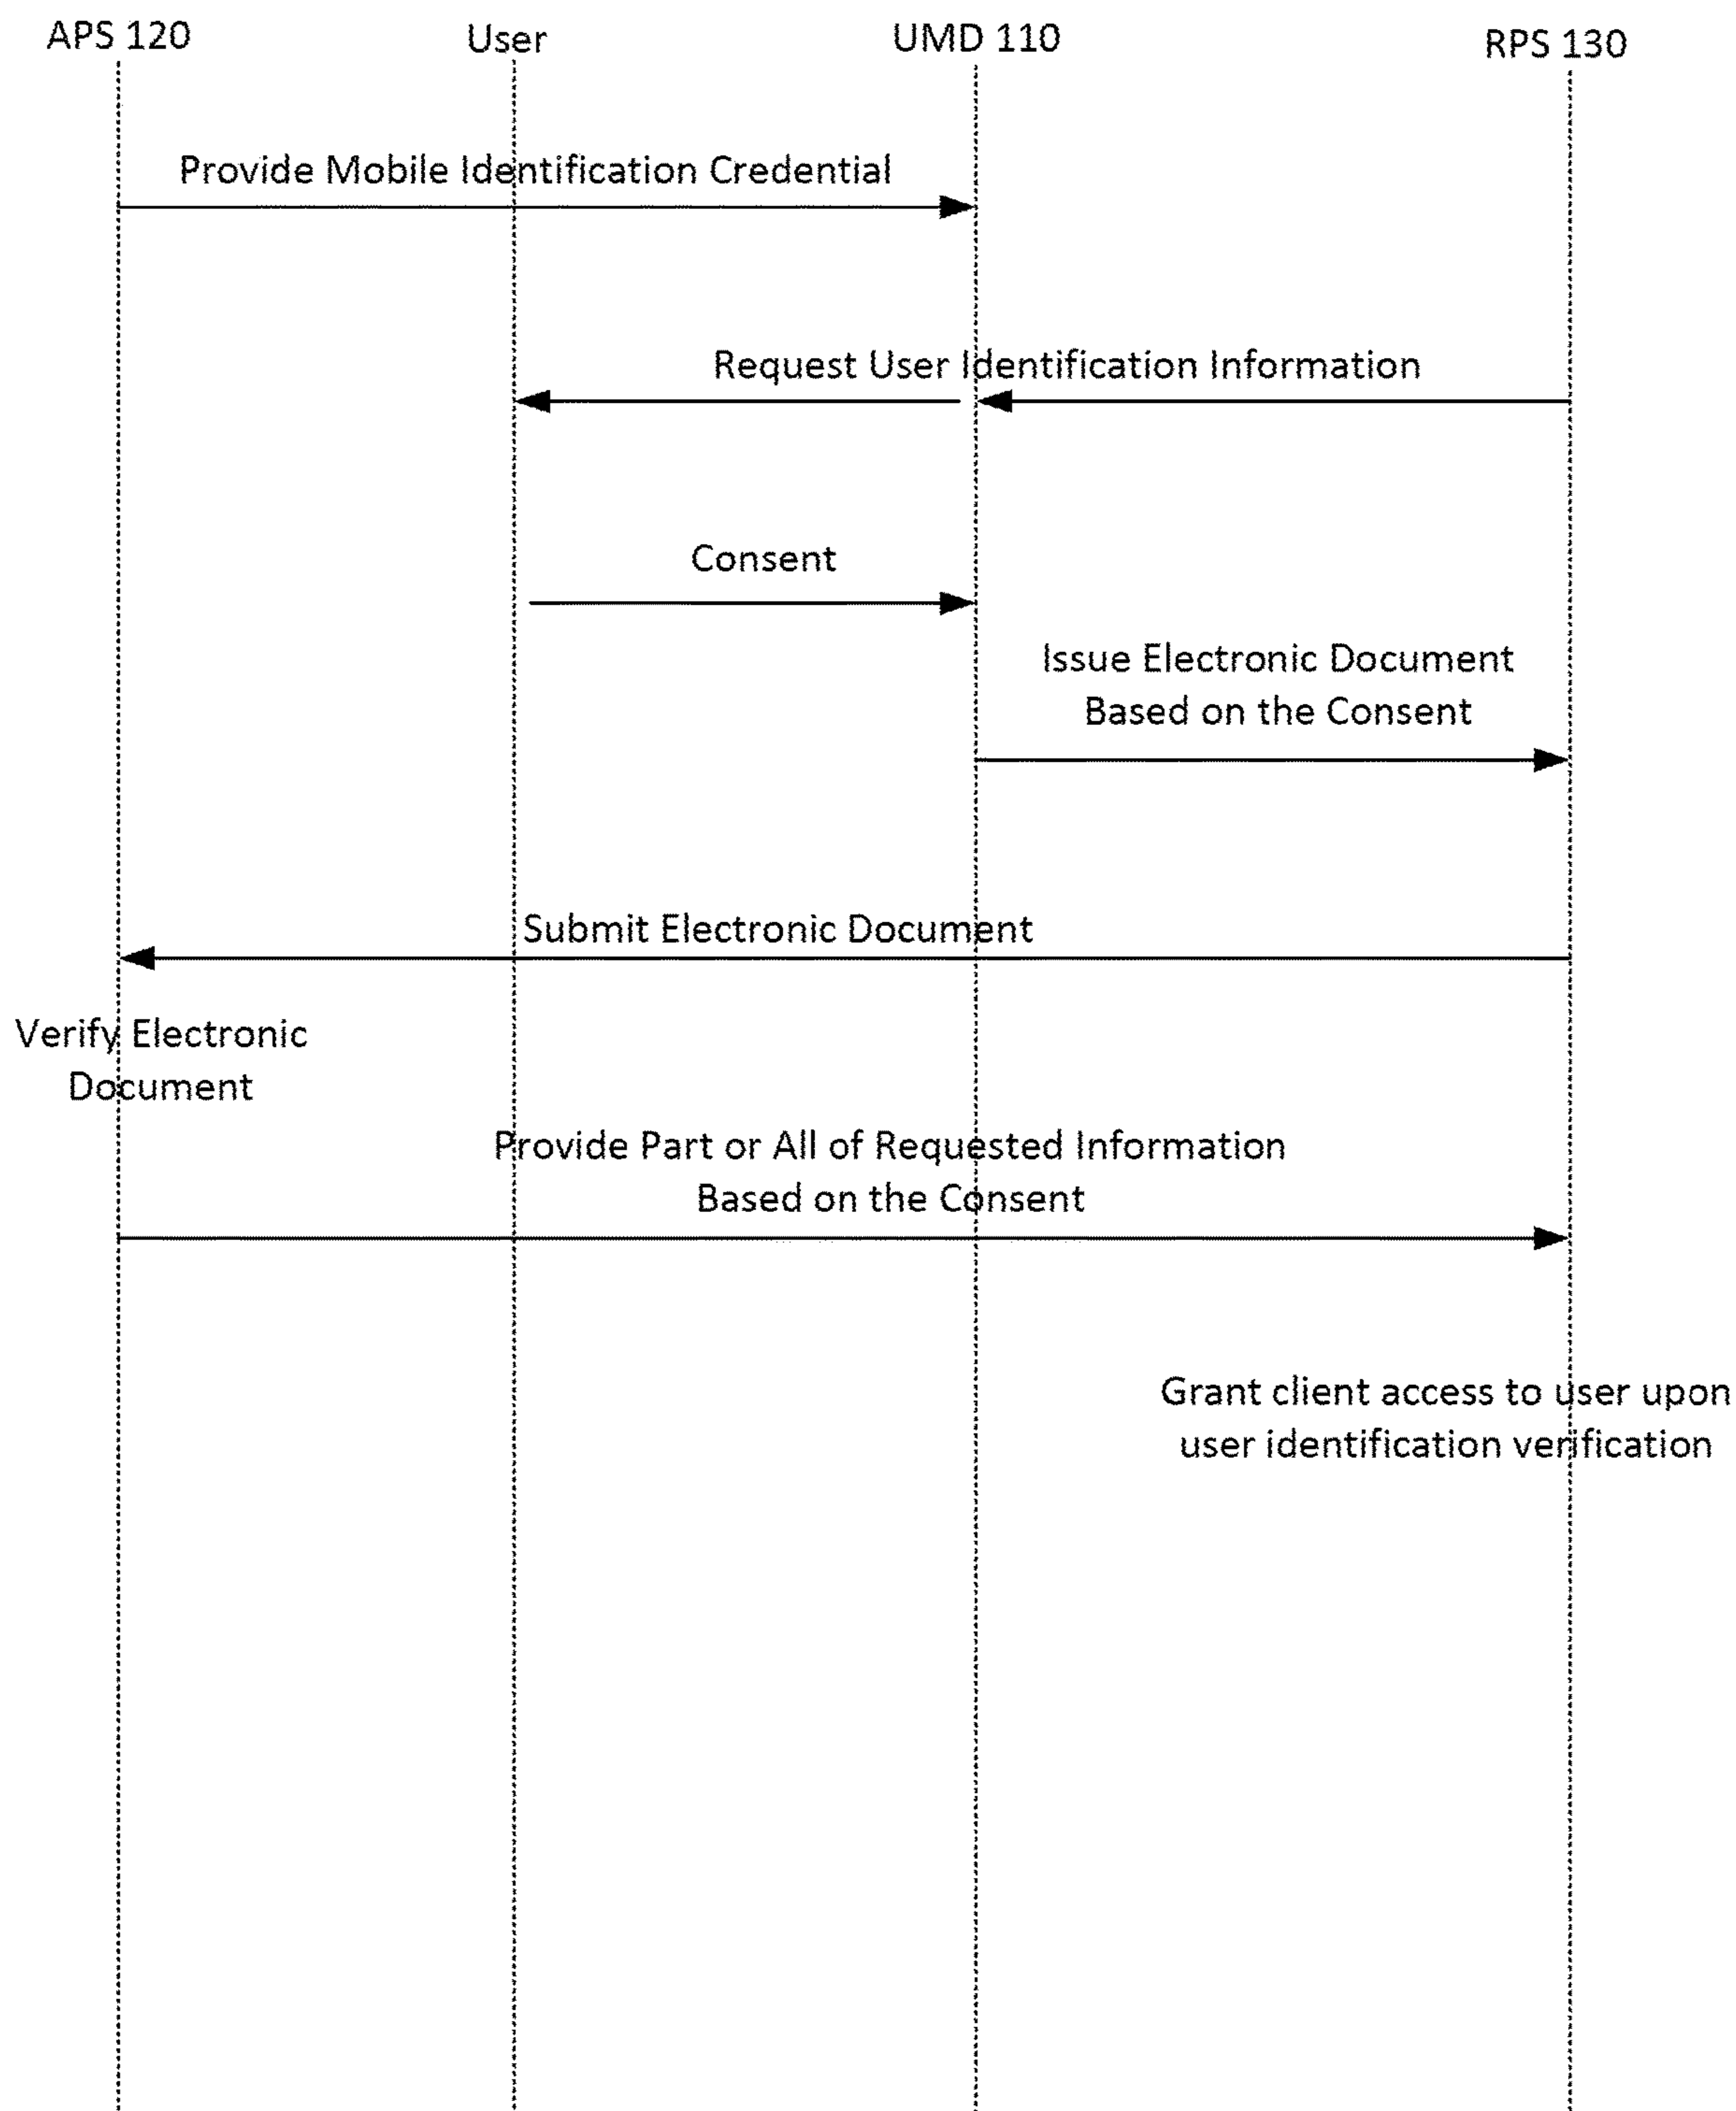 APS 120
User
UMD 110
RPS 130
Provide Mobile Identification Credential
Request User Identification Information
Consent
Issue Electronic Document
Based on the Consent
Submit Electronic Document
Verify Electronic
Document
Provide Part or All of Requested Information
Based on the Consent
Grant client access to user upon
user identification verification